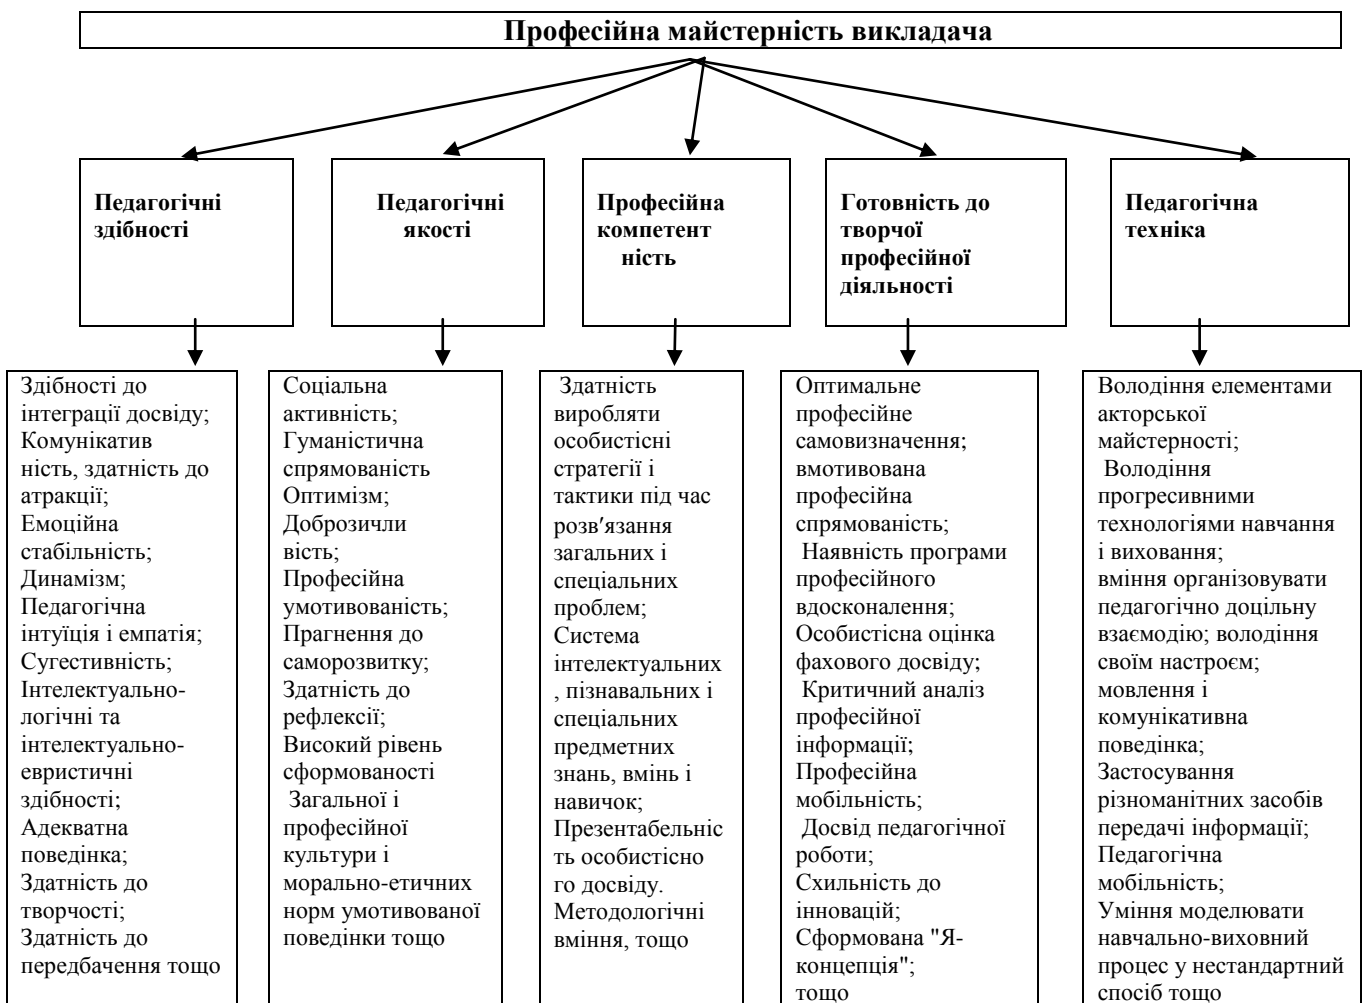 Професійна майстерність викладача
Педагогічні
здібності
Педагогічні
якості
Професійна
компетент
ність
Готовність до
творчої
професійної
діяльності
Педагогічна
техніка
Здібності до
інтеграції досвіду;
Комунікатив
ність, здатність до
атракції;
Емоційна
стабільність;
Динамізм;
Педагогічна
інтуїція і емпатія;
Сугестивність;
Інтелектуально-
логічні та
інтелектуально-
евристичні
здібності;
Адекватна
поведінка;
Здатність до
творчості;
Здатність до
передбачення тощо
Соціальна
активність;
Гуманістична
спрямованість
Оптимізм;
Доброзичли
вість;
Професійна
умотивованість;
Прагнення до
саморозвитку;
Здатність до
рефлексії;
Високий рівень
сформованості
Загальної і
професійної
культури і
морально-етичних
норм умотивованої
поведінки тощо
Здатність
виробляти
особистісні
стратегії і
тактики під час
розв′язання
загальних і
спеціальних
проблем;
Система
інтелектуальних
, пізнавальних і
спеціальних
предметних
знань, вмінь і
навичок;
Презентабельніс
ть особистісно
го досвіду.
Методологічні
вміння, тощо
Оптимальне
професійне
самовизначення;
вмотивована
професійна
спрямованість;
Наявність програми
професійного
вдосконалення;
Особистісна оцінка
фахового досвіду;
Критичний аналіз
професійної
інформації;
Професійна
мобільність;
Досвід педагогічної
роботи;
Схильність до
інновацій;
Сформована "Я-
концепція";
тощо
Володіння елементами
акторської
майстерності;
Володіння
прогресивними
технологіями навчання
і виховання;
вміння організовувати
педагогічно доцільну
взаємодію; володіння
своїм настроєм;
мовлення і
комунікативна
поведінка;
Застосування
різноманітних засобів
передачі інформації;
Педагогічна
мобільність;
Уміння моделювати
навчально-виховний
процес у нестандартний
спосіб тощо